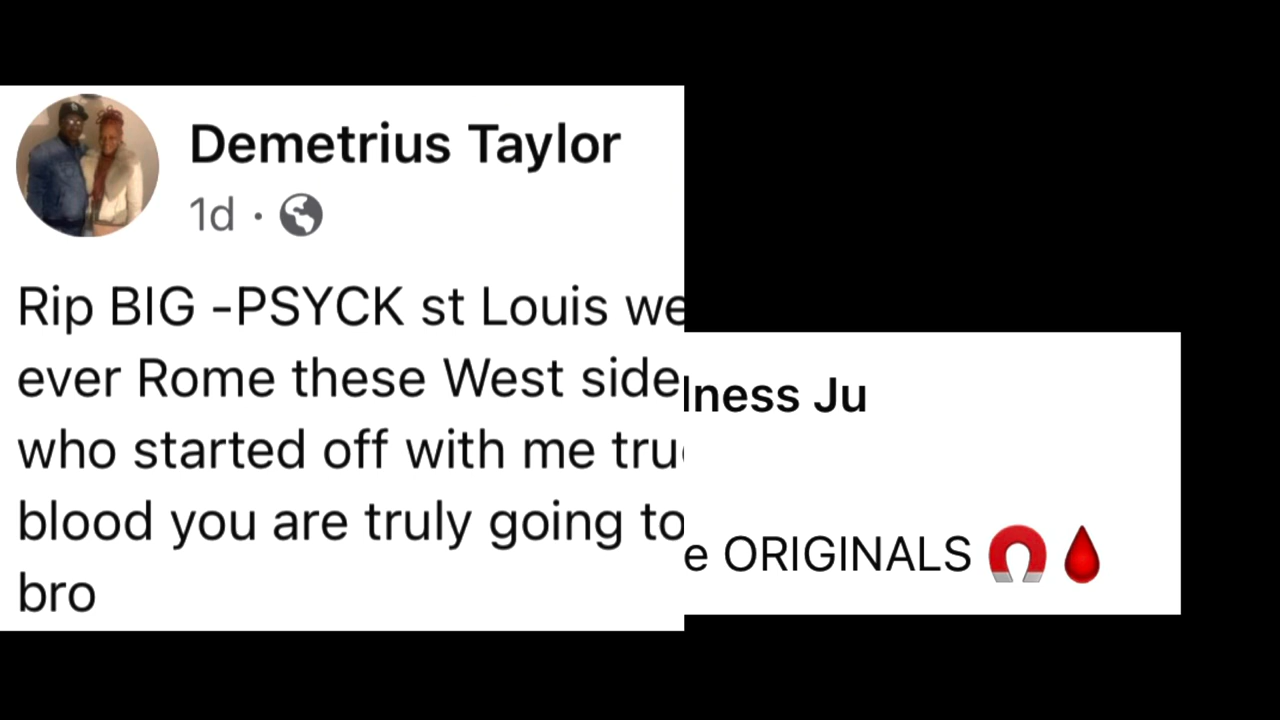 Demetrius Taylor
1d ·
Rip BIG -PSYCK st Louis we
ever Rome these West side
who started off with me tru
blood you are truly going to
bro
lness Ju
e ORIGINALS 🧲🩸